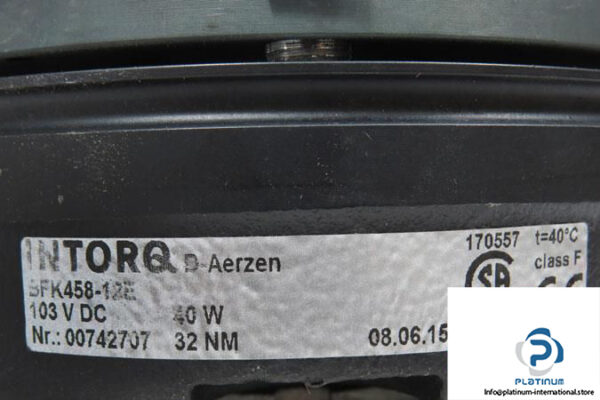 INTORQ D-Aerzen
BFK458-12E
103 V DC 40 W
Nr.: 00742707 32 NM
170557 t=40°C
class F
08.06.15
PLATINUM
Info@platinum-international.store